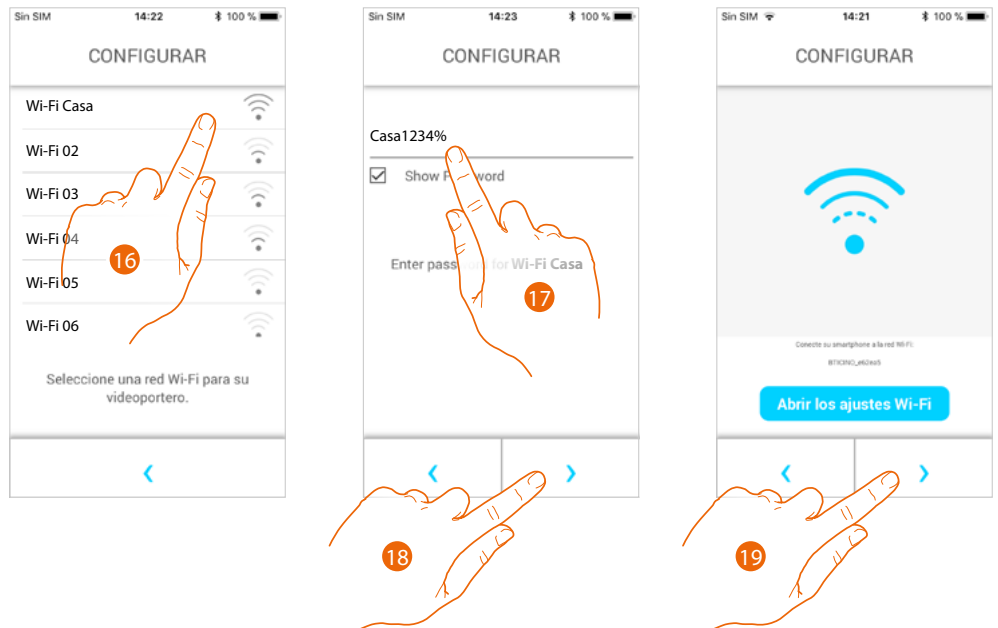 Sin SIM 14:22 100 %
CONFIGURAR
Wi-Fi Casa
Wi-Fi 02
Wi-Fi 03
Wi-Fi 04
Wi-Fi 05
Wi-Fi 06
16
Seleccione una red Wi-Fi para su
videoportero.
Sin SIM 14:23 100 %
CONFIGURAR
Casa1234%
Show Password
Enter pass for Wi-Fi Casa
17
18
Sin SIM 14:21 100 %
CONFIGURAR
Conecte su smartphone a la red Wi-Fi:
BTICINO_e62ea5
Abrir los ajustes Wi-Fi
19